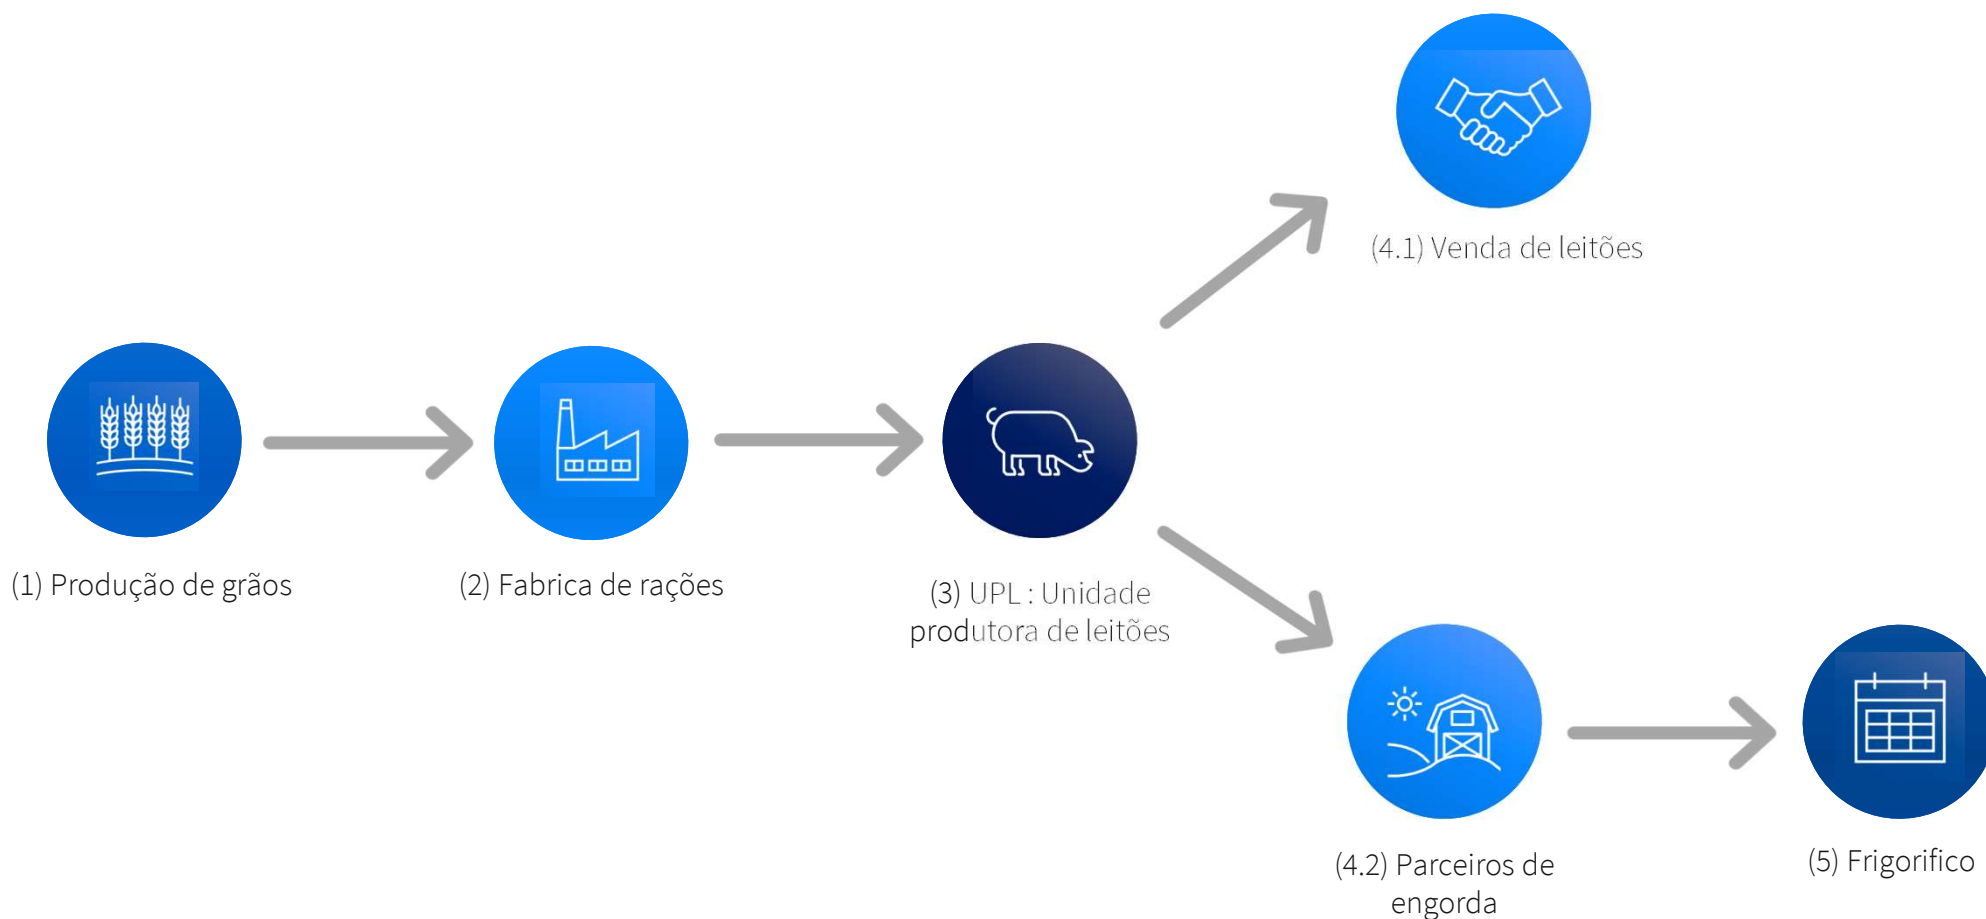 (4.1) Venda de leitões
(1) Produção de grãos
(2) Fabrica de rações
(3) UPL : Unidade
produtora de leitões
(4.2) Parceiros de
engorda
(5) Frigorifico